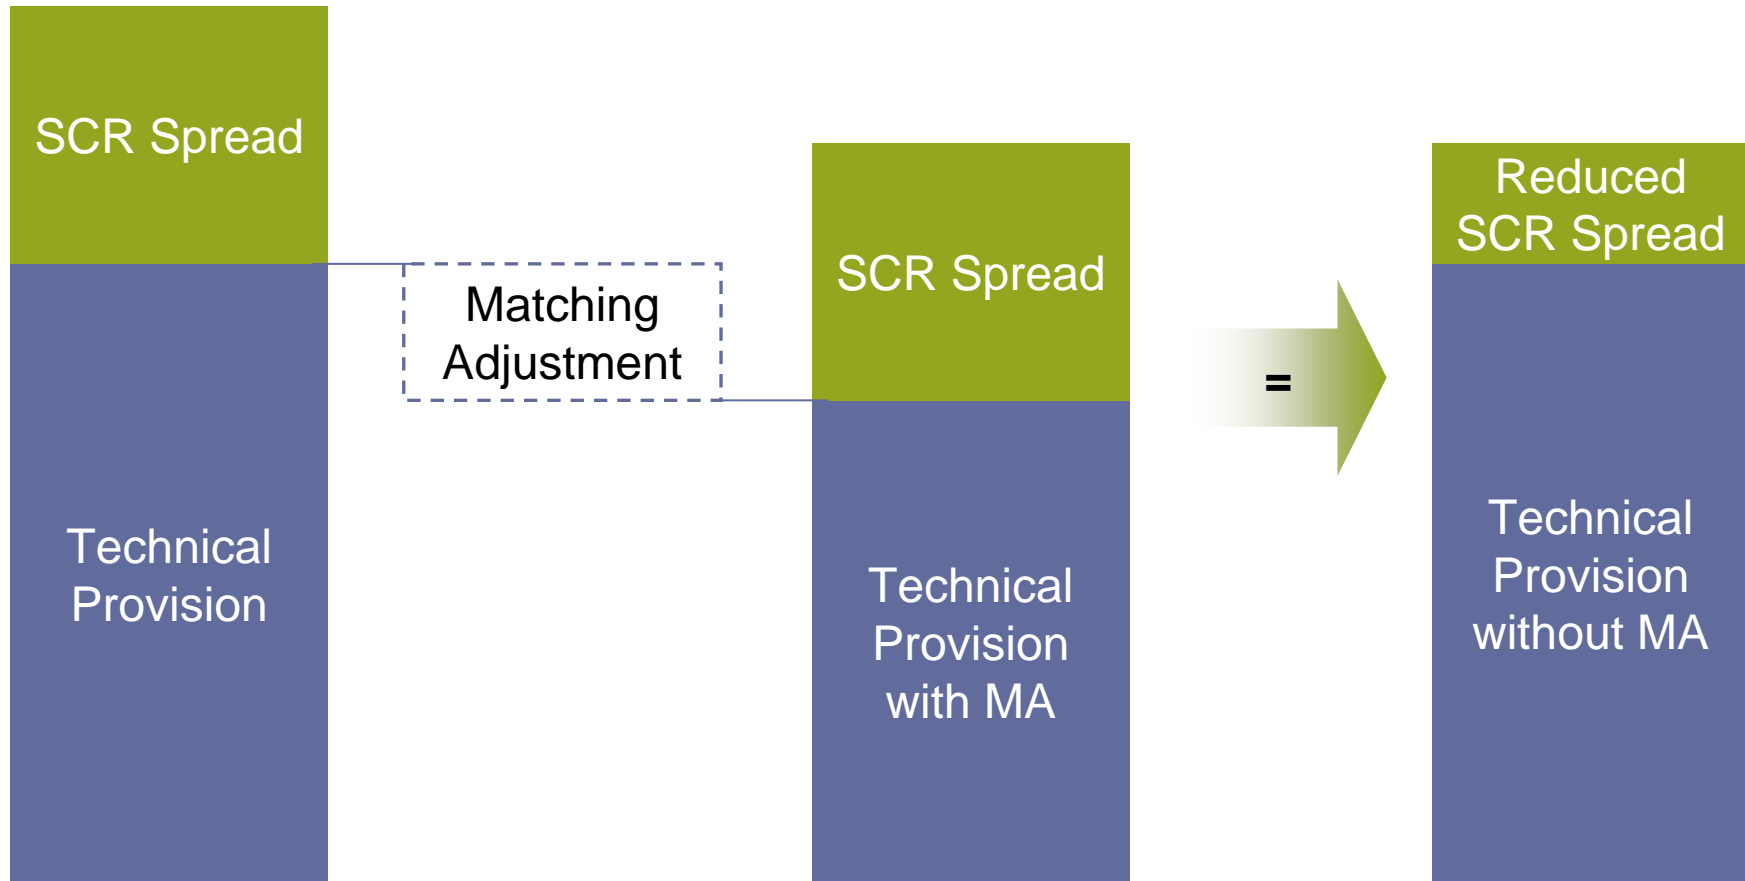 SCR Spread
Technical
Provision
Matching
Adjustment
SCR Spread
Technical
Provision
with MA
=
Reduced
SCR Spread
Technical
Provision
without MA